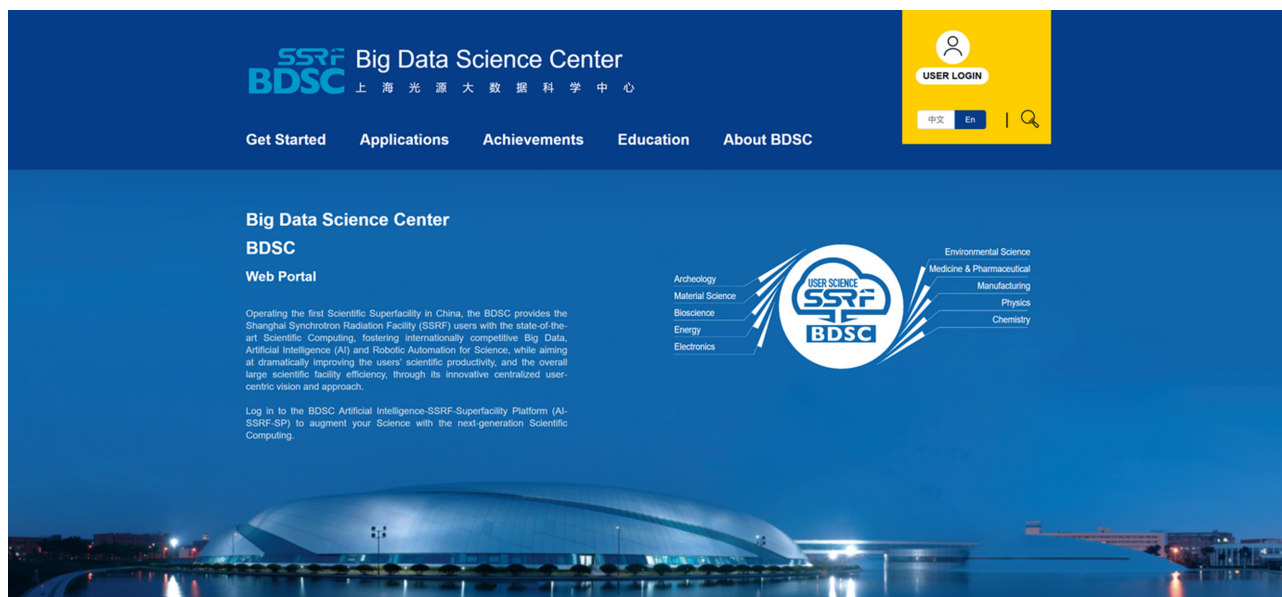 SSRF
BDSC
Big Data Science Center
上海光源大数据科学中心
USER LOGIN
中文
En
Get Started
Applications
Achievements
Education
About BDSC
Big Data Science Center
BDSC
Web Portal
Operating the first Scientific Superfacility in China, the BDSC provides the
Shanghai Synchrotron Radiation Facility (SSRF) users with the state-of-the-
art Scientific Computing, fostering internationally competitive Big Data,
Artificial Intelligence (AI) and Robotic Automation for Science, while aiming
at dramatically improving the users' scientific productivity, and the overall
large scientific facility efficiency, through its innovative centralized user-
centric vision and approach.
Log in to the BDSC Artificial Intelligence-SSRF-Superfacility Platform (AI-
SSRF-SP) to augment your Science with the next-generation Scientific
Computing.
Archeology
Material Science
Bioscience
Energy
Electronics
USER SCIENCE
SSRF
BDSC
Environmental Science
Medicine & Pharmaceutical
Manufacturing
Physics
Chemistry